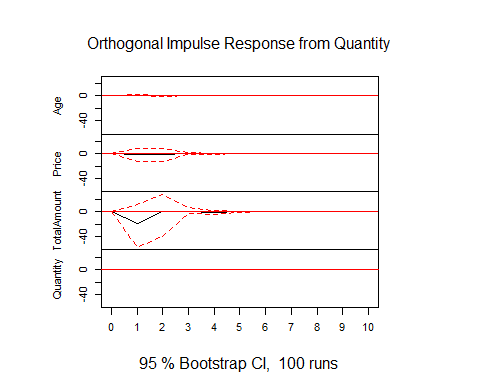 Orthogonal Impulse Response from Quantity
Age
0
-40
Price
0
-40
TotalAmount
0
-40
Quantity
0
-40
0 1 2 3 4 5 6 7 8 9 10
95 % Bootstrap CI, 100 runs